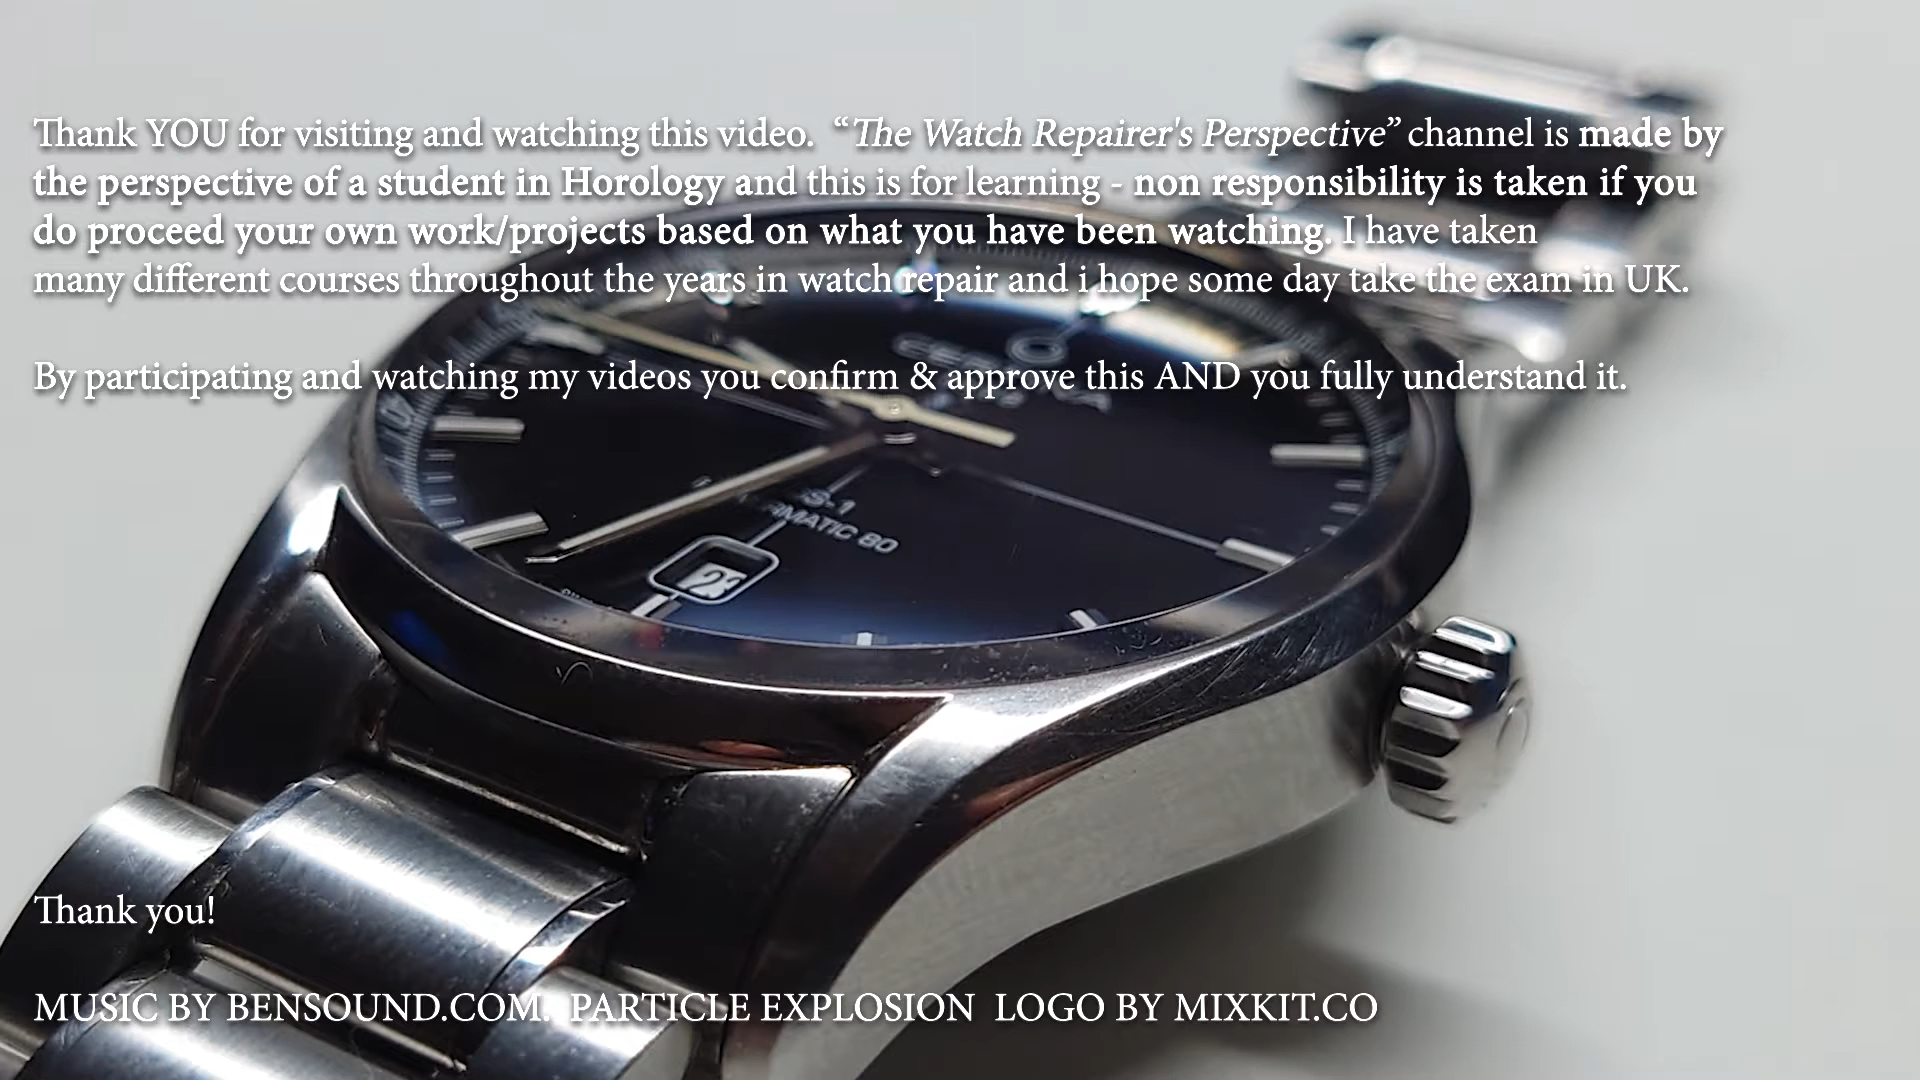 Thank YOU for visiting and watching this video.  “The Watch Repairer's Perspective” channel is made by
the perspective of a student in Horology and this is for learning - non responsibility is taken if you
do proceed your own work/projects based on what you have been watching. I have taken
many different courses throughout the years in watch repair and i hope some day take the exam in UK.
By participating and watching my videos you confirm & approve this AND you fully understand it.
Thank you!
MUSIC BY BENSOUND.COM.  PARTICLE EXPLOSION  LOGO BY MIXKIT.CO